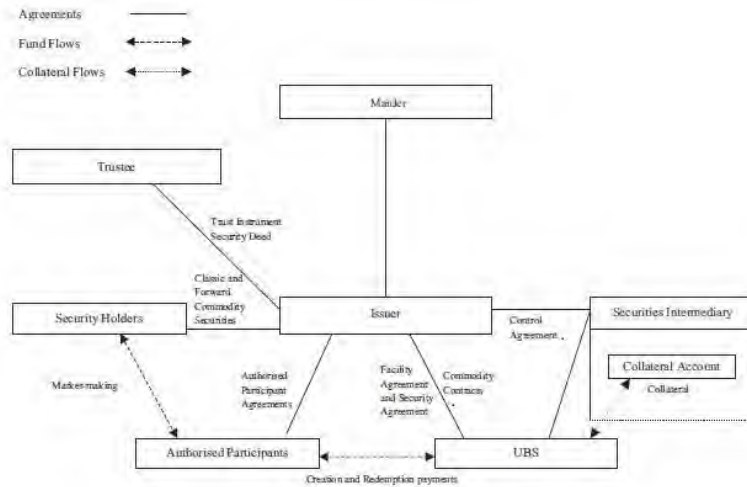 Agreements
Fund Flows
Collateral Flows
Manler
Trustee
Trust Instrument
Security Deed
Classic and
Forward
Commodity
Securities
Security Holders
Issuer
Control
Agreement
Securities Intermediary
Collateral Account
Collateral
Market-making
Authorised
Participant
Agreements
Facility
Agreement
and Security
Agreement
Commodity
Contracts
Authorised Participants
UBS
Creation and Redemption payments